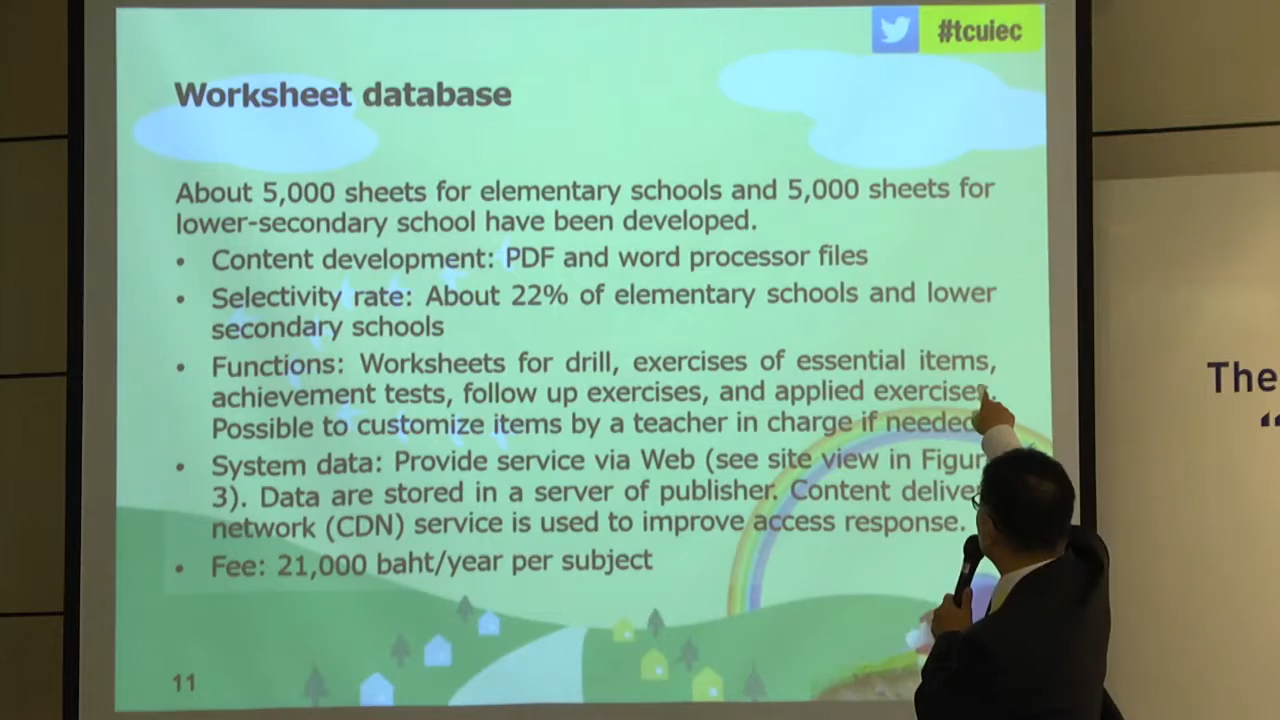 #tcuiec
Worksheet database
About 5,000 sheets for elementary schools and 5,000 sheets for
lower-secondary school have been developed.
• Content development: PDF and word processor files
• Selectivity rate: About 22% of elementary schools and lower
secondary schools
• Functions: Worksheets for drill, exercises of essential items,
achievement tests, follow up exercises, and applied exercises.
Possible to customize items by a teacher in charge if needed
• System data: Provide service via Web (see site view in Figur
3). Data are stored in a server of publisher. Content deliver
network (CDN) service is used to improve access response.
• Fee: 21,000 baht/year per subject
11
The
“